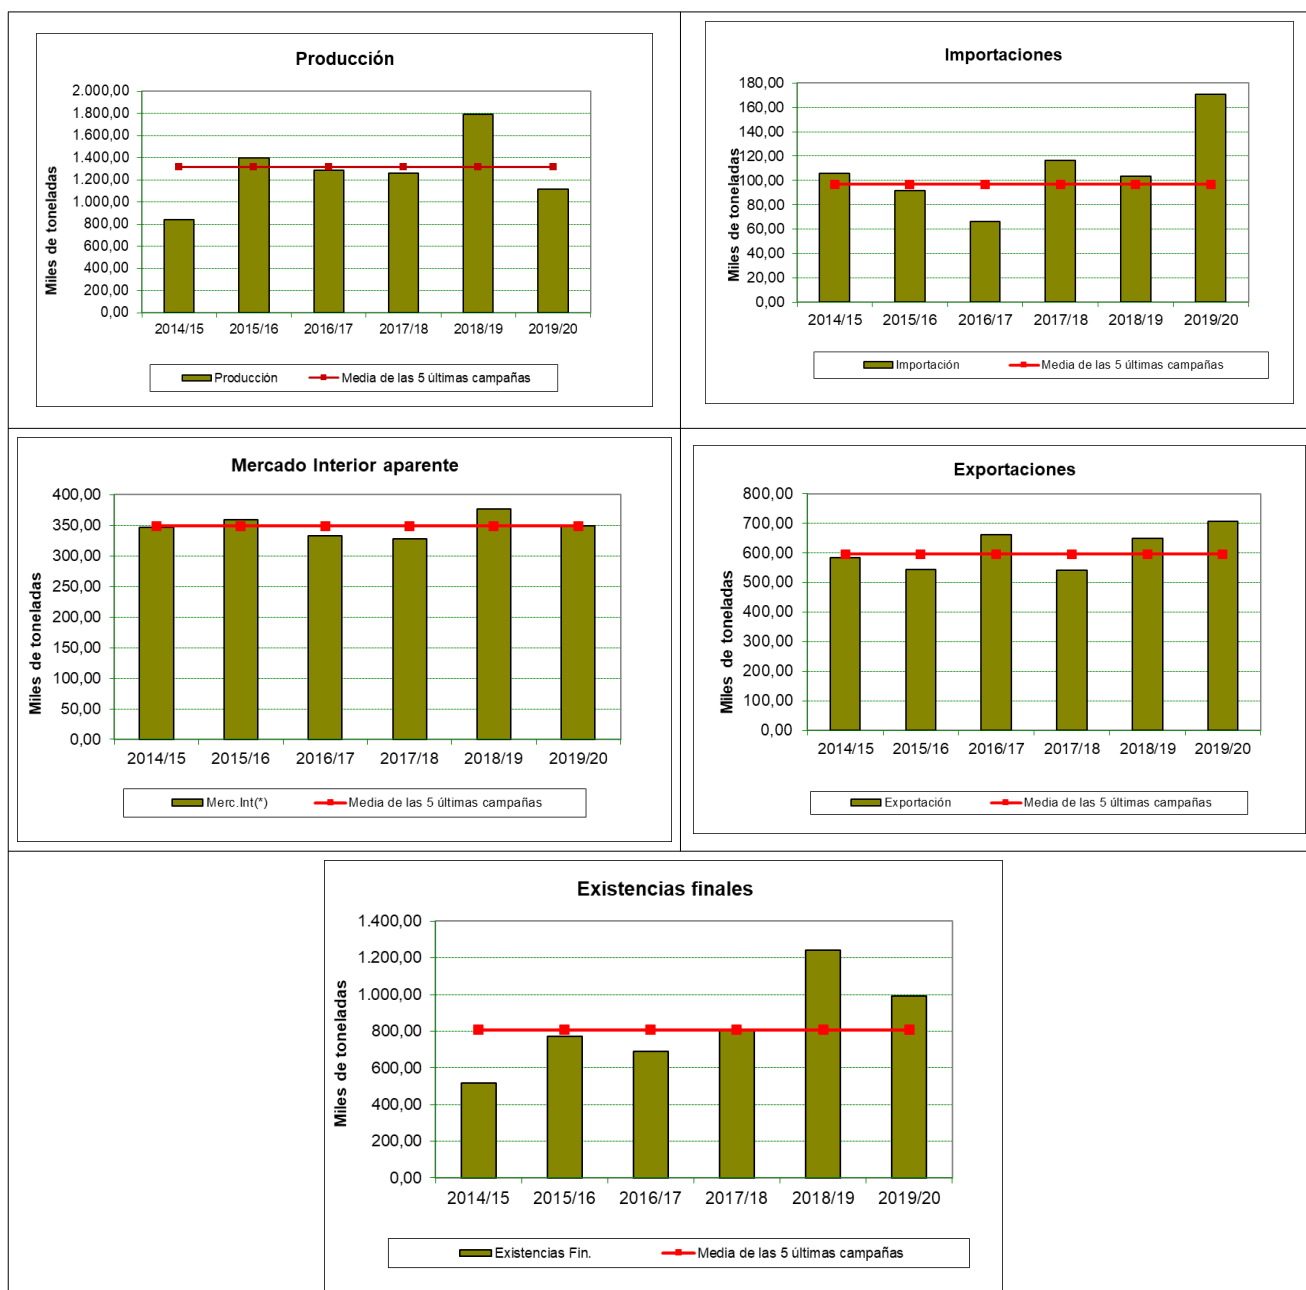 Producción
Miles de toneladas
2.000,00
1.800,00
1.600,00
1.400,00
1.200,00
1.000,00
800,00
600,00
400,00
200,00
0,00
2014/15 2015/16 2016/17 2017/18 2018/19 2019/20
Producción Media de las 5 últimas campañas
Importaciones
Miles de toneladas
180,00
160,00
140,00
120,00
100,00
80,00
60,00
40,00
20,00
0,00
2014/15 2015/16 2016/17 2017/18 2018/19 2019/20
Importación Media de las 5 últimas campañas
Mercado Interior aparente
Miles de toneladas
400,00
350,00
300,00
250,00
200,00
150,00
100,00
50,00
0,00
2014/15 2015/16 2016/17 2017/18 2018/19 2019/20
Merc.Int(*) Media de las 5 últimas campañas
Exportaciones
Miles de toneladas
800,00
700,00
600,00
500,00
400,00
300,00
200,00
100,00
0,00
2014/15 2015/16 2016/17 2017/18 2018/19 2019/20
Exportación Media de las 5 últimas campañas
Existencias finales
Miles de toneladas
1.400,00
1.200,00
1.000,00
800,00
600,00
400,00
200,00
0,00
2014/15 2015/16 2016/17 2017/18 2018/19 2019/20
Existencias Fin. Media de las 5 últimas campañas